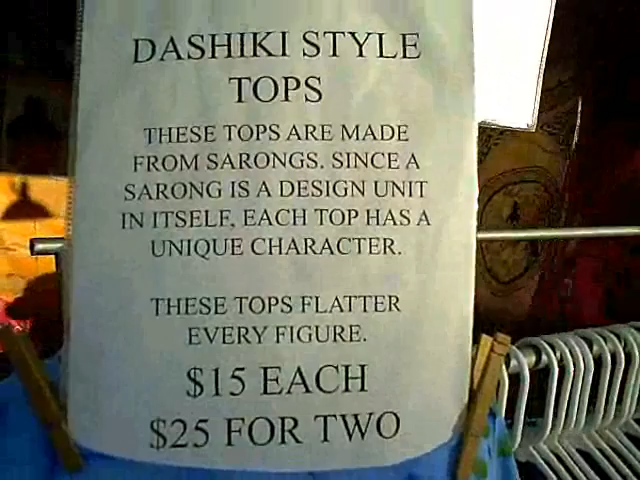 DASHIKI STYLE
TOPS
THESE TOPS ARE MADE
FROM SARONGS. SINCE A
SARONG IS A DESIGN UNIT
IN ITSELF, EACH TOP HAS A
UNIQUE CHARACTER.
THESE TOPS FLATTER
EVERY FIGURE.
$15 EACH
$25 FOR TWO